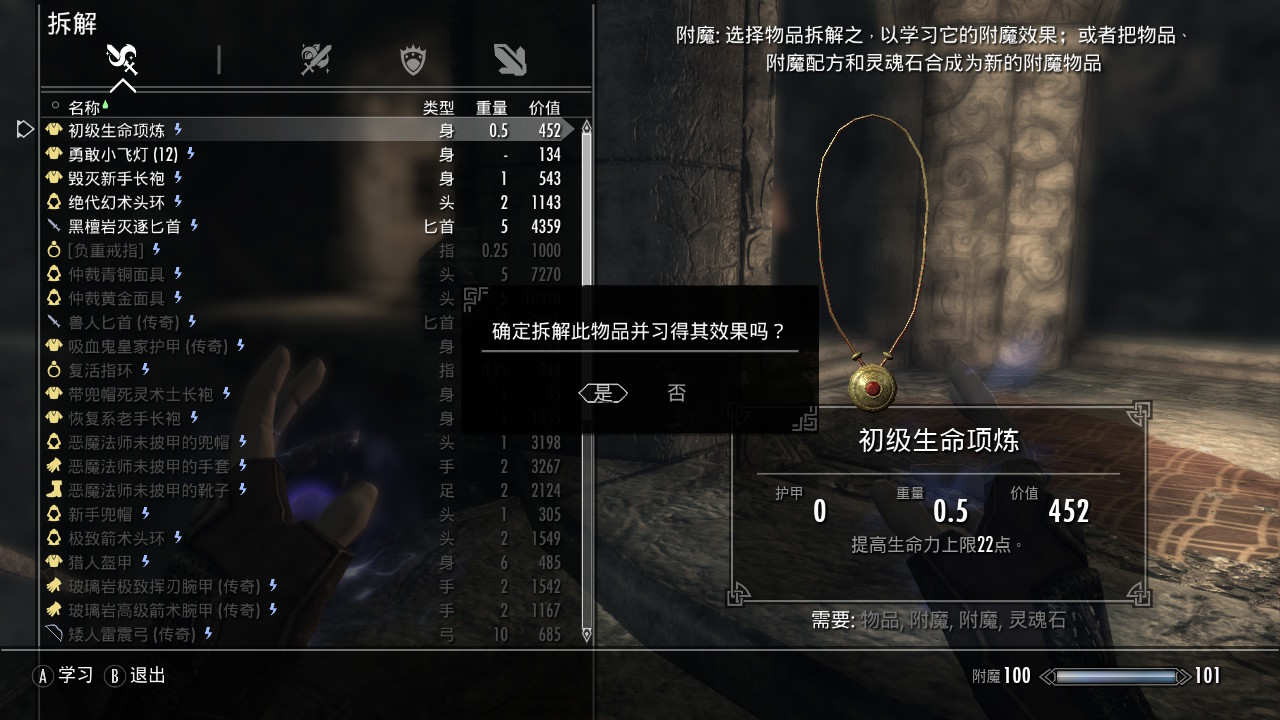 拆解
附魔: 选择物品拆解之，以学习它的附魔效果；或者把物品、
附魔配方和灵魂石合成为新的附魔物品
名称 类型 重量 价值
初级生命项炼 身 0.5 452
勇敢小飞灯 (12) 身 - 134
毁灭新手长袍 身 1 543
绝代幻术头环 头 2 1143
黑檀岩灭逐匕首 匕首 5 4359
[负重戒指] 指 0.25 1000
仲裁青铜面具 头 5 7270
仲裁黄金面具 头
兽人匕首 (传奇) 匕首
吸血鬼皇家护甲 (传奇) 身
复活指环 指
带兜帽死灵术士长袍 身
恢复系老手长袍 身
恶魔法师未披甲的兜帽 头 1 3198
恶魔法师未披甲的手套 手 2 3267
恶魔法师未披甲的靴子 足 2 2124
新手兜帽 头 1 305
极致箭术头环 头 2 1549
猎人盔甲 身 6 485
玻璃岩极致挥刃腕甲 (传奇) 手 2 1542
玻璃岩高级箭术腕甲 (传奇) 手 2 1167
矮人雷震弓 (传奇) 弓 10 685
确定拆解此物品并习得其效果吗？
是 否
初级生命项炼
护甲 0 重量 0.5 价值 452
提高生命力上限22点。
需要: 物品, 附魔, 附魔, 灵魂石
A 学习 B 退出
附魔 100 101